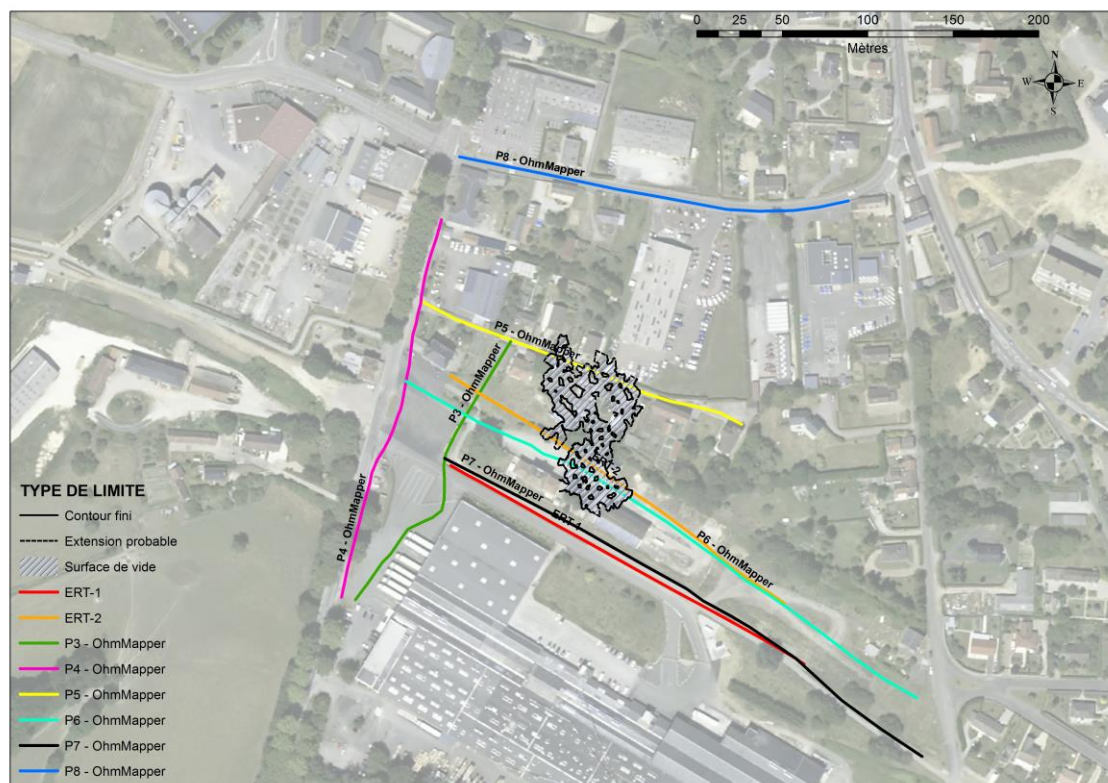 0 25 50 100 150 200
Mètres
N
W E
S
P8 - OhmMapper
P5 - OhmMapper
P3 - OhmMapper
P4 - OhmMapper
P7 - OhmMapper
ERT-1
P6 - OhmMapper
TYPE DE LIMITE
Contour fini
Extension probable
Surface de vide
ERT-1
ERT-2
P3 - OhmMapper
P4 - OhmMapper
P5 - OhmMapper
P6 - OhmMapper
P7 - OhmMapper
P8 - OhmMapper